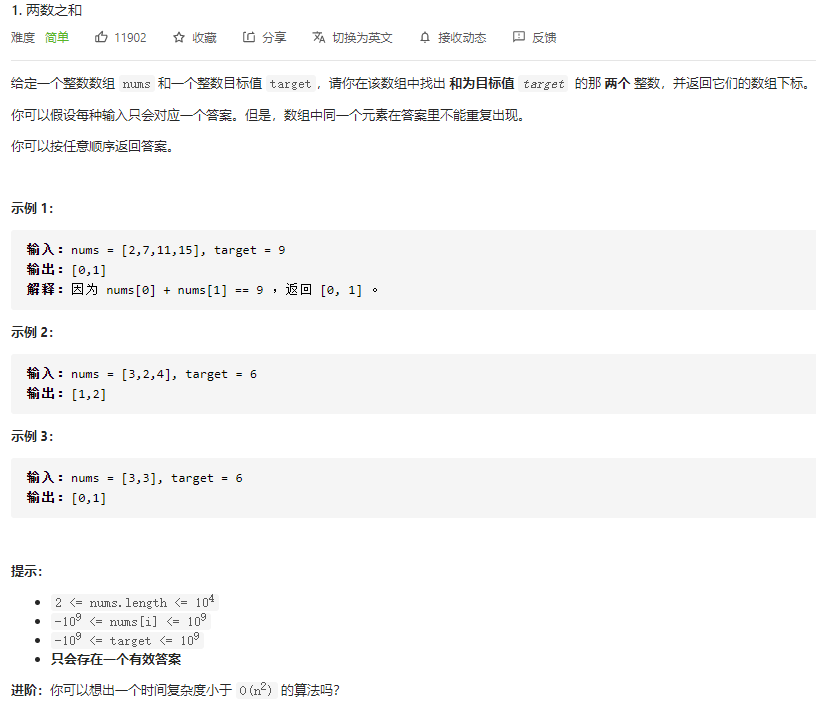 1. 两数之和
难度 简单 11902 收藏 分享 切换为英文 接收动态 反馈
给定一个整数数组 nums 和一个整数目标值 target，请你在该数组中找出 和为目标值 target 的那 两个 整数，并返回它们的数组下标。
你可以假设每种输入只会对应一个答案。但是，数组中同一个元素在答案里不能重复出现。
你可以按任意顺序返回答案。
示例 1：
输入：nums = [2,7,11,15], target = 9
输出：[0,1]
解释：因为 nums[0] + nums[1] == 9 ，返回 [0, 1] 。
示例 2：
输入：nums = [3,2,4], target = 6
输出：[1,2]
示例 3：
输入：nums = [3,3], target = 6
输出：[0,1]
提示：
• 2 <= nums.length <= 10⁴
• -10⁹ <= nums[i] <= 10⁹
• -10⁹ <= target <= 10⁹
• 只会存在一个有效答案
进阶：你可以想出一个时间复杂度小于 O(n²) 的算法吗？